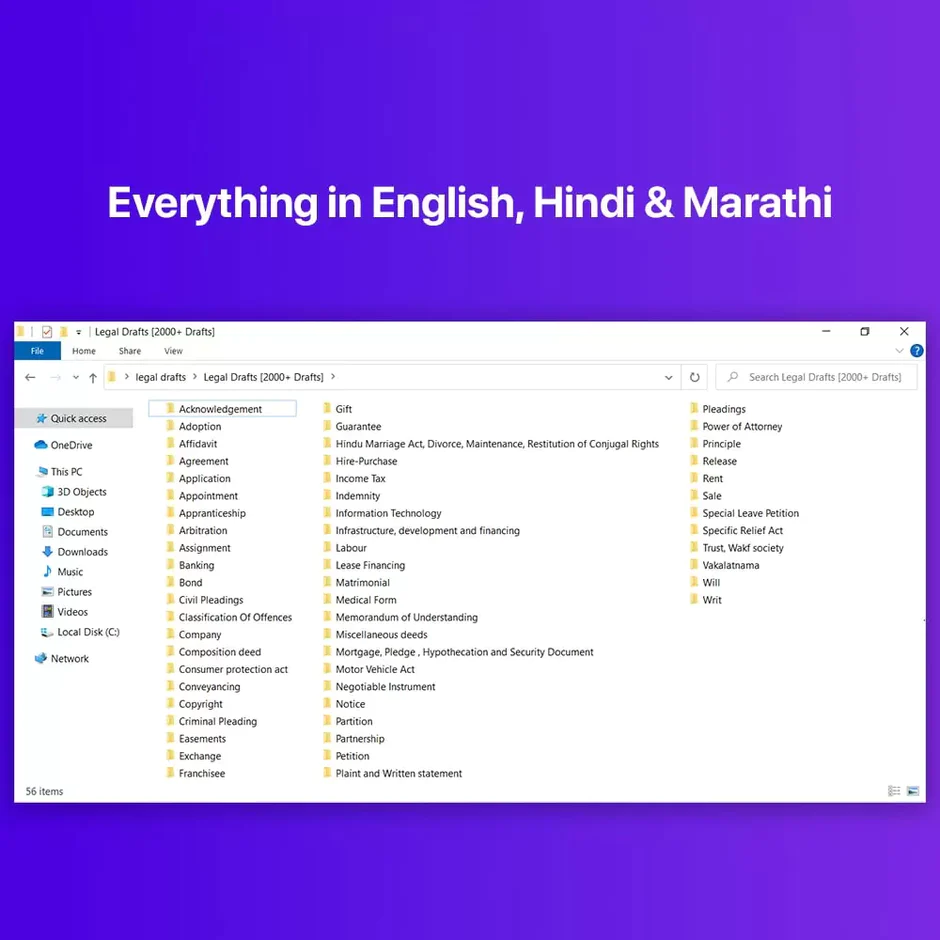 Everything in English, Hindi & Marathi
Legal Drafts [2000+ Drafts]
File Home Share View
legal drafts Legal Drafts [2000+ Drafts]
Search Legal Drafts [2000+ Drafts]
Quick access
OneDrive
This PC
3D Objects
Desktop
Documents
Downloads
Music
Pictures
Videos
Local Disk (C:)
Network
Acknowledgement
Adoption
Affidavit
Agreement
Application
Appointment
Appranticeship
Arbitration
Assignment
Banking
Bond
Civil Pleadings
Classification Of Offences
Company
Composition deed
Consumer protection act
Conveyancing
Copyright
Criminal Pleading
Easements
Exchange
Franchisee
Gift
Guarantee
Hindu Marriage Act, Divorce, Maintenance, Restitution of Conjugal Rights
Hire-Purchase
Income Tax
Indemnity
Information Technology
Infrastructure, development and financing
Labour
Lease Financing
Matrimonial
Medical Form
Memorandum of Understanding
Miscellaneous deeds
Mortgage, Pledge , Hypothecation and Security Document
Motor Vehicle Act
Negotiable Instrument
Notice
Partition
Partnership
Petition
Plaint and Written statement
Pleadings
Power of Attorney
Principle
Release
Rent
Sale
Special Leave Petition
Specific Relief Act
Trust, Wakf society
Vakalatnama
Will
Writ
56 items